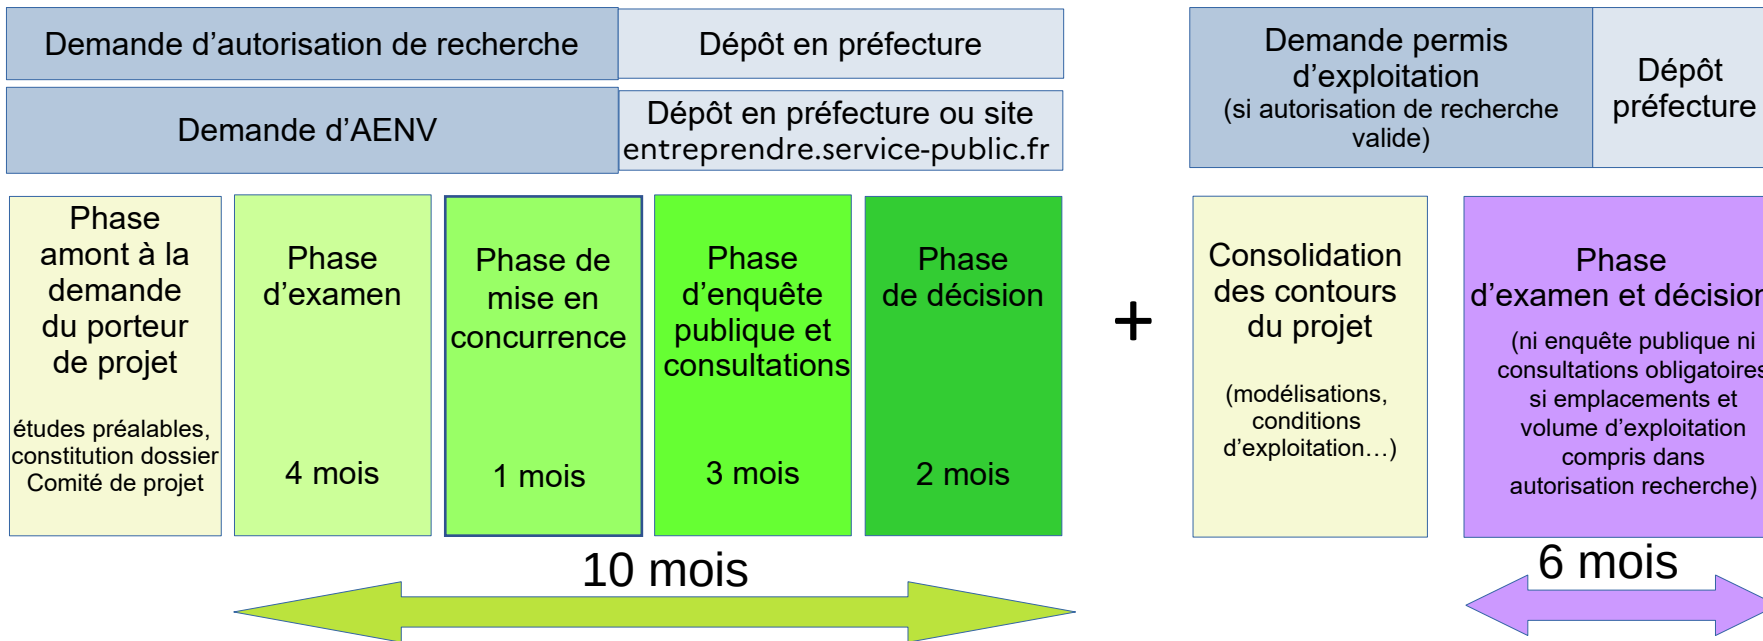 Demande d'autorisation de recherche
Dépôt en préfecture
Demande d'AENV
Dépôt en préfecture ou site
entreprendre.service-public.fr
Demande permis
d'exploitation
(si autorisation de recherche
valide)
Dépôt
préfecture
Phase
amont à la
demande
du porteur
de projet
études préalables,
constitution dossier
Comité de projet
Phase
d'examen
4 mois
Phase de
mise en
concurrence
1 mois
Phase
d'enquête
publique et
consultations
3 mois
Phase
de décision
2 mois
+
Consolidation
des contours
du projet
(modélisations,
conditions
d'exploitation…)
Phase
d'examen et décision
(ni enquête publique ni
consultations obligatoires
si emplacements et
volume d'exploitation
compris dans
autorisation recherche)
10 mois
6 mois